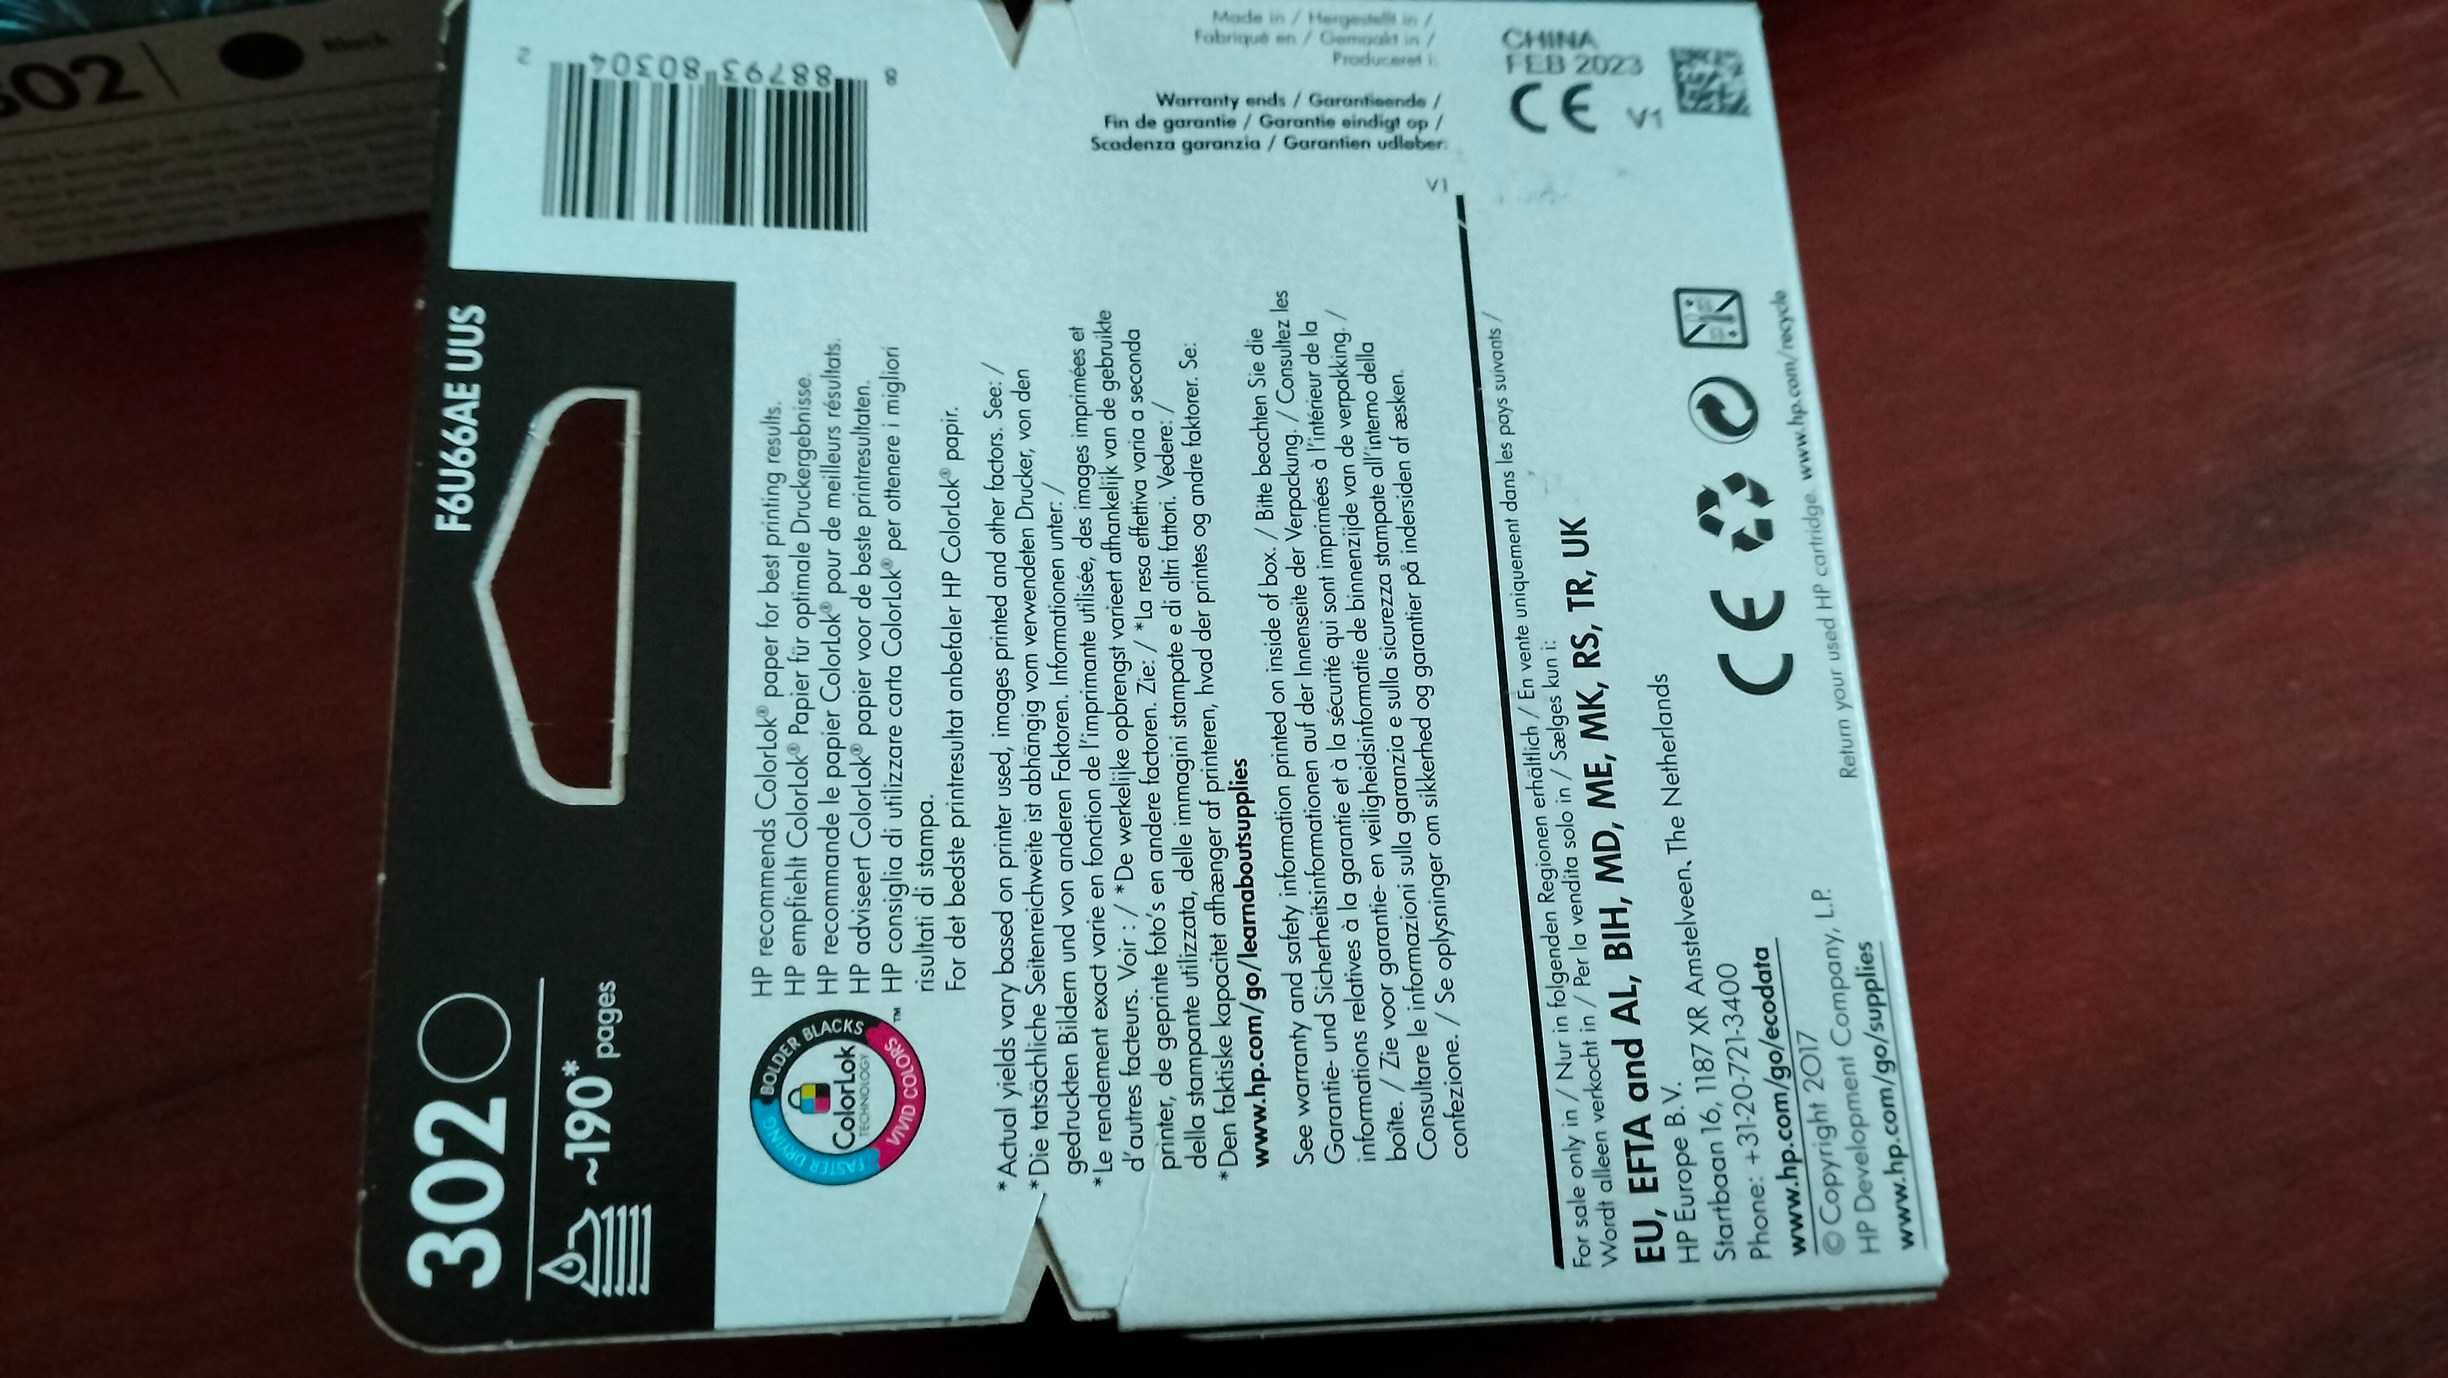 302
~190* pages
F6U66AE UUS
8 88793 80304 2
FASTER DRYING BOLDER BLACKS VIVID COLORS
ColorLok
TECHNOLOGY
™
HP recommends ColorLok® paper for best printing results.
HP empfiehlt ColorLok® Papier für optimale Druckergebnisse.
HP recommande le papier ColorLok® pour de meilleurs résultats.
HP adviseert ColorLok® papier voor de beste printresultaten.
HP consiglia di utilizzare carta ColorLok® per ottenere i migliori
risultati di stampa.
For det bedste printresultat anbefaler HP ColorLok® papir.
*Actual yields vary based on printer used, images printed and other factors. See: /
*Die tatsächliche Seitenreichweite ist abhängig vom verwendeten Drucker, von den
gedruckten Bildern und von anderen Faktoren. Informationen unter: /
*Le rendement exact varie en fonction de l'imprimante utilisée, des images imprimées et
d'autres facteurs. Voir : / *De werkelijke opbrengst varieert afhankelijk van de gebruikte
printer, de geprinte foto's en andere factoren. Zie: / *La resa effettiva varia a seconda
della stampante utilizzata, delle immagini stampate e di altri fattori. Vedere: /
*Den faktiske kapacitet afhænger af printeren, hvad der printes og andre faktorer. Se:
www.hp.com/go/learnaboutsupplies
See warranty and safety information printed on inside of box. / Bitte beachten Sie die
Garantie- und Sicherheitsinformationen auf der Innenseite der Verpackung. / Consultez les
informations relatives à la garantie et à la sécurité qui sont imprimées à l'intérieur de la
boîte. / Zie voor garantie- en veiligheidsinformatie de binnenzijde van de verpakking. /
Consultare le informazioni sulla garanzia e sulla sicurezza stampate all'interno della
confezione. / Se oplysninger om sikkerhed og garantier på indersiden af æsken.
Made in / Hergestellt in /
Fabriqué en / Gemaakt in /
Produceret i:
CHINA
FEB 2023
CE V1
Warranty ends / Garantieende /
Fin de garantie / Garantie eindigt op /
Scadenza garanzia / Garantien udløber:
V1
For sale only in / Nur in folgenden Regionen erhältlich / En vente uniquement dans les pays suivants /
Wordt alleen verkocht in / Per la vendita solo in / Sælges kun i:
EU, EFTA and AL, BIH, MD, ME, MK, RS, TR, UK
HP Europe B.V.
Startbaan 16, 1187 XR Amstelveen, The Netherlands
Phone: +31-20-721-3400
www.hp.com/go/ecodata
© Copyright 2017
HP Development Company, L.P.
www.hp.com/go/supplies
CE
Return your used HP cartridge. www.hp.com/recycle
302
Black